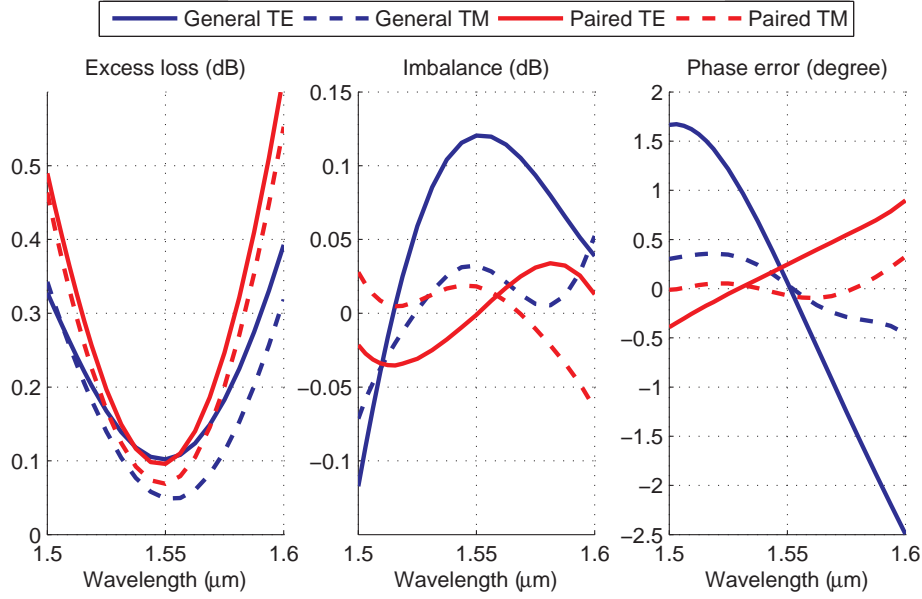 General TE General TM Paired TE Paired TM
Excess loss (dB)
0.5
0.4
0.3
0.2
0.1
0
1.5 1.55 1.6
Wavelength (μm)
Imbalance (dB)
0.15
0.1
0.05
0
−0.05
−0.1
1.5 1.55 1.6
Wavelength (μm)
Phase error (degree)
2
1.5
1
0.5
0
−0.5
−1
−1.5
−2
−2.5
1.5 1.55 1.6
Wavelength (μm)